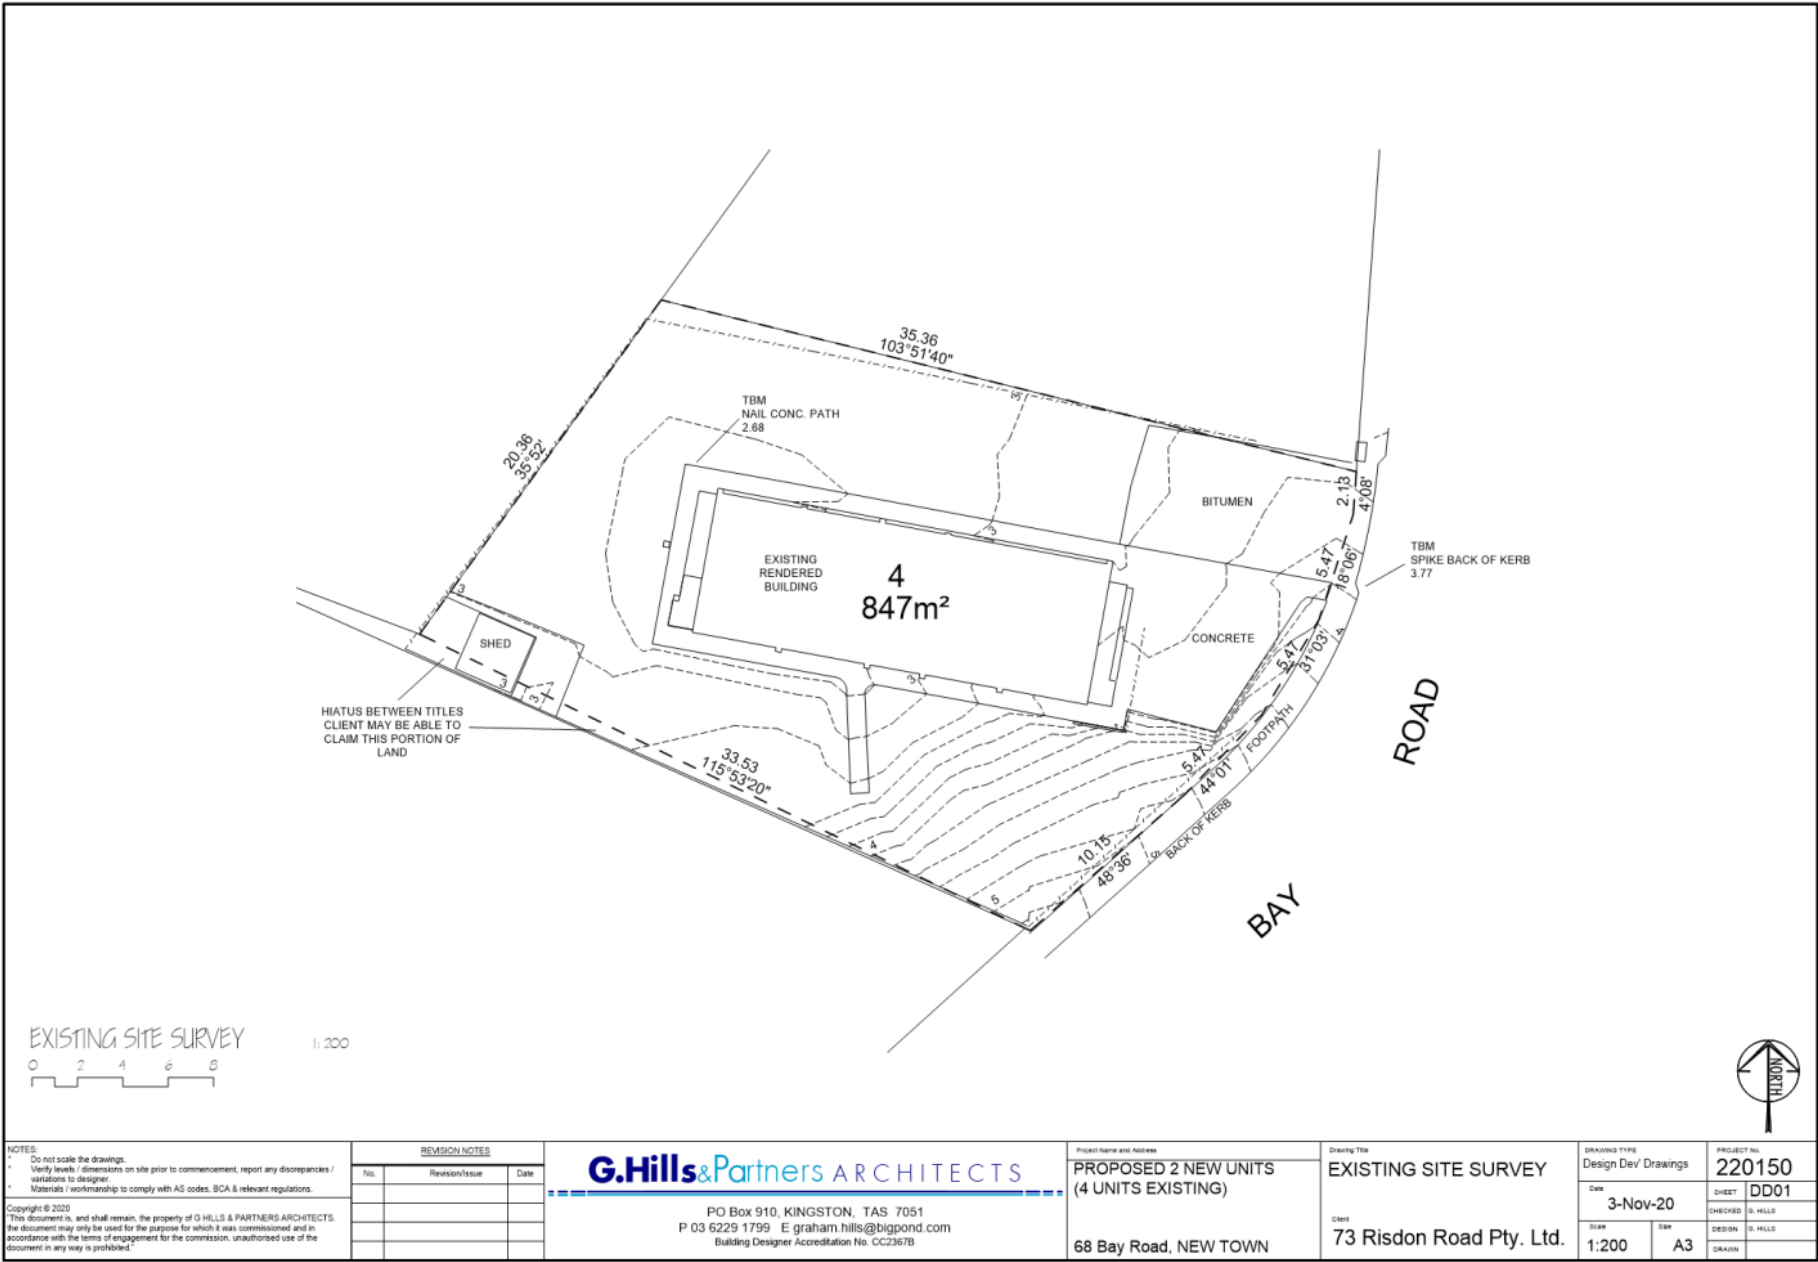 35.36
103°51'40"
TBM
NAIL CONC. PATH
2.68
20.36
35°52'
3
3
BITUMEN
2.13
4°08'
TBM
SPIKE BACK OF KERB
3.77
5.47
18°06'
EXISTING
RENDERED
BUILDING
4
847m²
3
SHED
CONCRETE
4
5.47
31°03'
3
3
3
HIATUS BETWEEN TITLES
CLIENT MAY BE ABLE TO
CLAIM THIS PORTION OF
LAND
33.53
115°53'20"
FOOTPATH
5.47
44°01'
ROAD
BACK OF KERB
4
10.15
48°36'
5
5
BAY
EXISTING SITE SURVEY
1:200
0 2 4 6 8
NORTH
NOTES:
* Do not scale the drawings.
* Verify levels / dimensions on site prior to commencement, report any discrepancies /
variations to designer.
* Materials / workmanship to comply with AS codes, BCA & relevant regulations.
Copyright © 2020
"This document is, and shall remain, the property of G HILLS & PARTNERS ARCHITECTS.
the document may only be used for the purpose for which it was commissioned and in
accordance with the terms of engagement for the commission. unauthorised use of the
document in any way is prohibited."
REVISION NOTES
No. Revision/Issue Date
G.Hills&Partners ARCHITECTS
PO Box 910, KINGSTON, TAS 7051
P 03 6229 1799 E graham.hills@bigpond.com
Building Designer Accreditation No. CC2367B
Project Name and Address
PROPOSED 2 NEW UNITS
(4 UNITS EXISTING)
68 Bay Road, NEW TOWN
Drawing Title
EXISTING SITE SURVEY
Client
73 Risdon Road Pty. Ltd.
DRAWING TYPE
Design Dev' Drawings
Date
3-Nov-20
Scale
1:200
Size
A3
PROJECT No.
220150
SHEET DD01
CHECKED G. HILLS
DESIGN G. HILLS
DRAWN